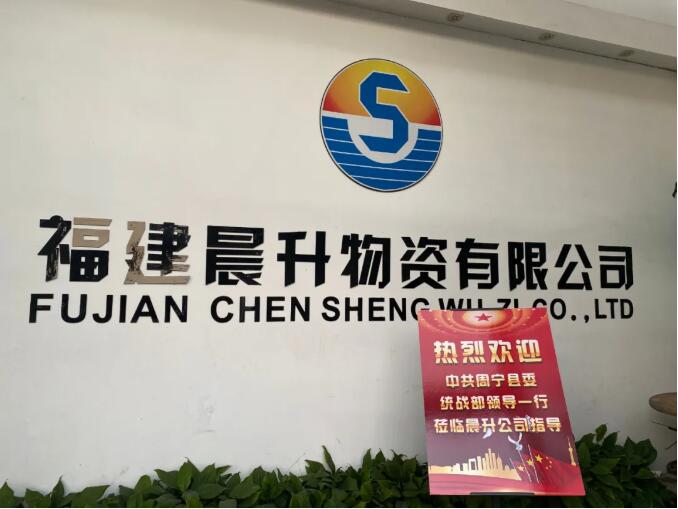 S
福建晨升物资有限公司
FUJIAN CHEN SHENG WU ZI CO.,LTD
热烈欢迎
中共周宁县委
统战部领导一行
莅临晨升公司指导